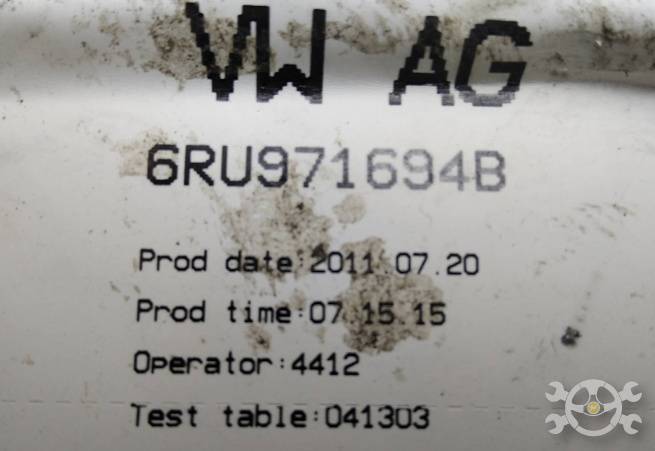 VW AG
6RU971694B
Prod date:2011.07.20
Prod time:07.15.15
Operator:4412
Test table:041303